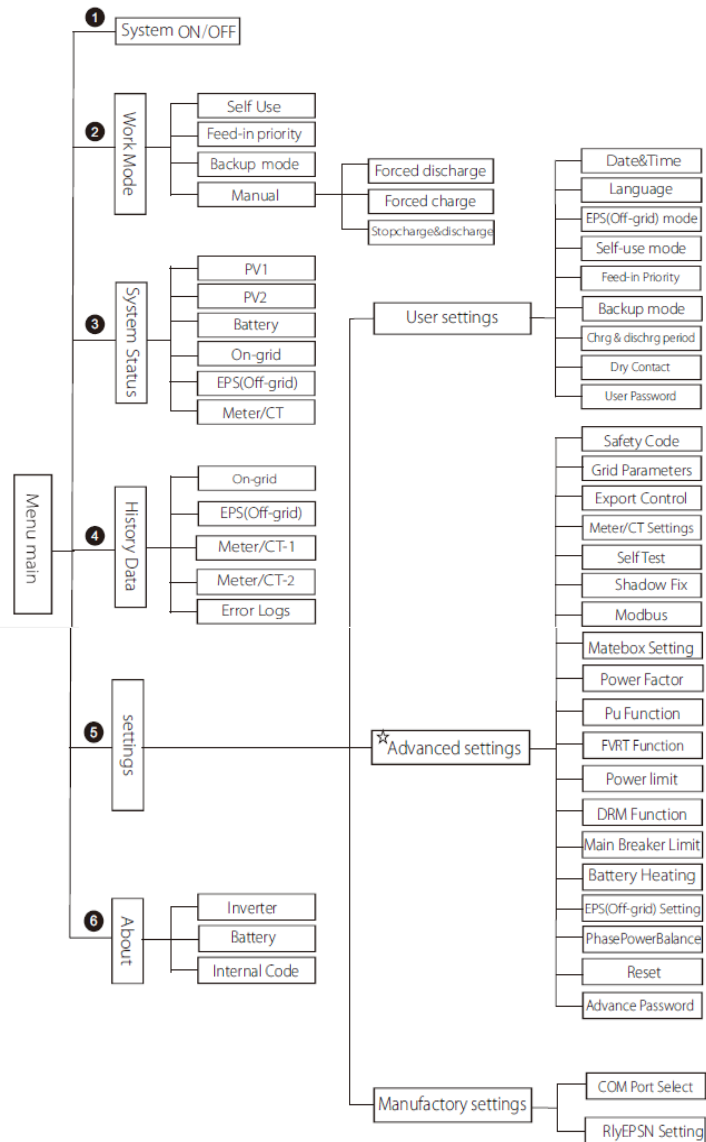 Menu main
1
System ON/OFF
2
Work Mode
Self Use
Feed-in priority
Backup mode
Manual
Forced discharge
Forced charge
Stopcharge&discharge
3
System Status
PV1
PV2
Battery
On-grid
EPS(Off-grid)
Meter/CT
4
History Data
On-grid
EPS(Off-grid)
Meter/CT-1
Meter/CT-2
Error Logs
5
settings
User settings
Date&Time
Language
EPS(Off-grid) mode
Self-use mode
Feed-in Priority
Backup mode
Chrg & dischrg period
Dry Contact
User Password
☆Advanced settings
Safety Code
Grid Parameters
Export Control
Meter/CT Settings
Self Test
Shadow Fix
Modbus
Matebox Setting
Power Factor
Pu Function
FVRT Function
Power limit
DRM Function
Main Breaker Limit
Battery Heating
EPS(Off-grid) Setting
PhasePowerBalance
Reset
Advance Password
Manufactory settings
COM Port Select
RlyEPSN Setting
6
About
Inverter
Battery
Internal Code